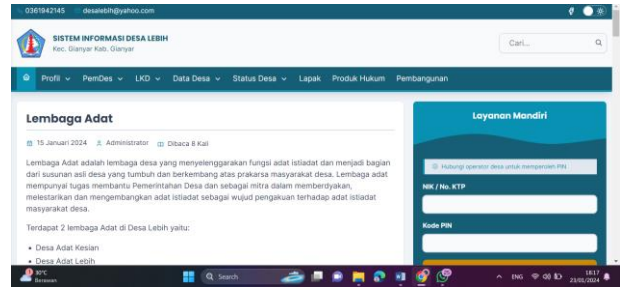 0361942145 desalebih@yahoo.com
SISTEM INFORMASI DESA LEBIH
Kec. Gianyar Kab. Gianyar
Cari...
Profil PemDes LKD Data Desa Status Desa Lapak Produk Hukum Pembangunan
Lembaga Adat
15 Januari 2024 Administrator Dibaca 8 Kali
Lembaga Adat adalah lembaga desa yang menyelenggarakan fungsi adat istiadat dan menjadi bagian
dari susunan asli desa yang tumbuh dan berkembang atas prakarsa masyarakat desa. Lembaga adat
mempunyai tugas membantu Pemerintahan Desa dan sebagai mitra dalam memberdyakan,
melestarikan dan mengembangkan adat istiadat sebagai wujud pengakuan terhadap adat istiadat
masyarakat desa.
Terdapat 2 lembaga Adat di Desa Lebih yaitu:
• Desa Adat Kesian
• Desa Adat Lebih
Layanan Mandiri
Hubungi operator desa untuk memperoleh PIN
NIK / No. KTP
Kode PIN
30°C
Berawan
Search
ENG
18:17
23/01/2024